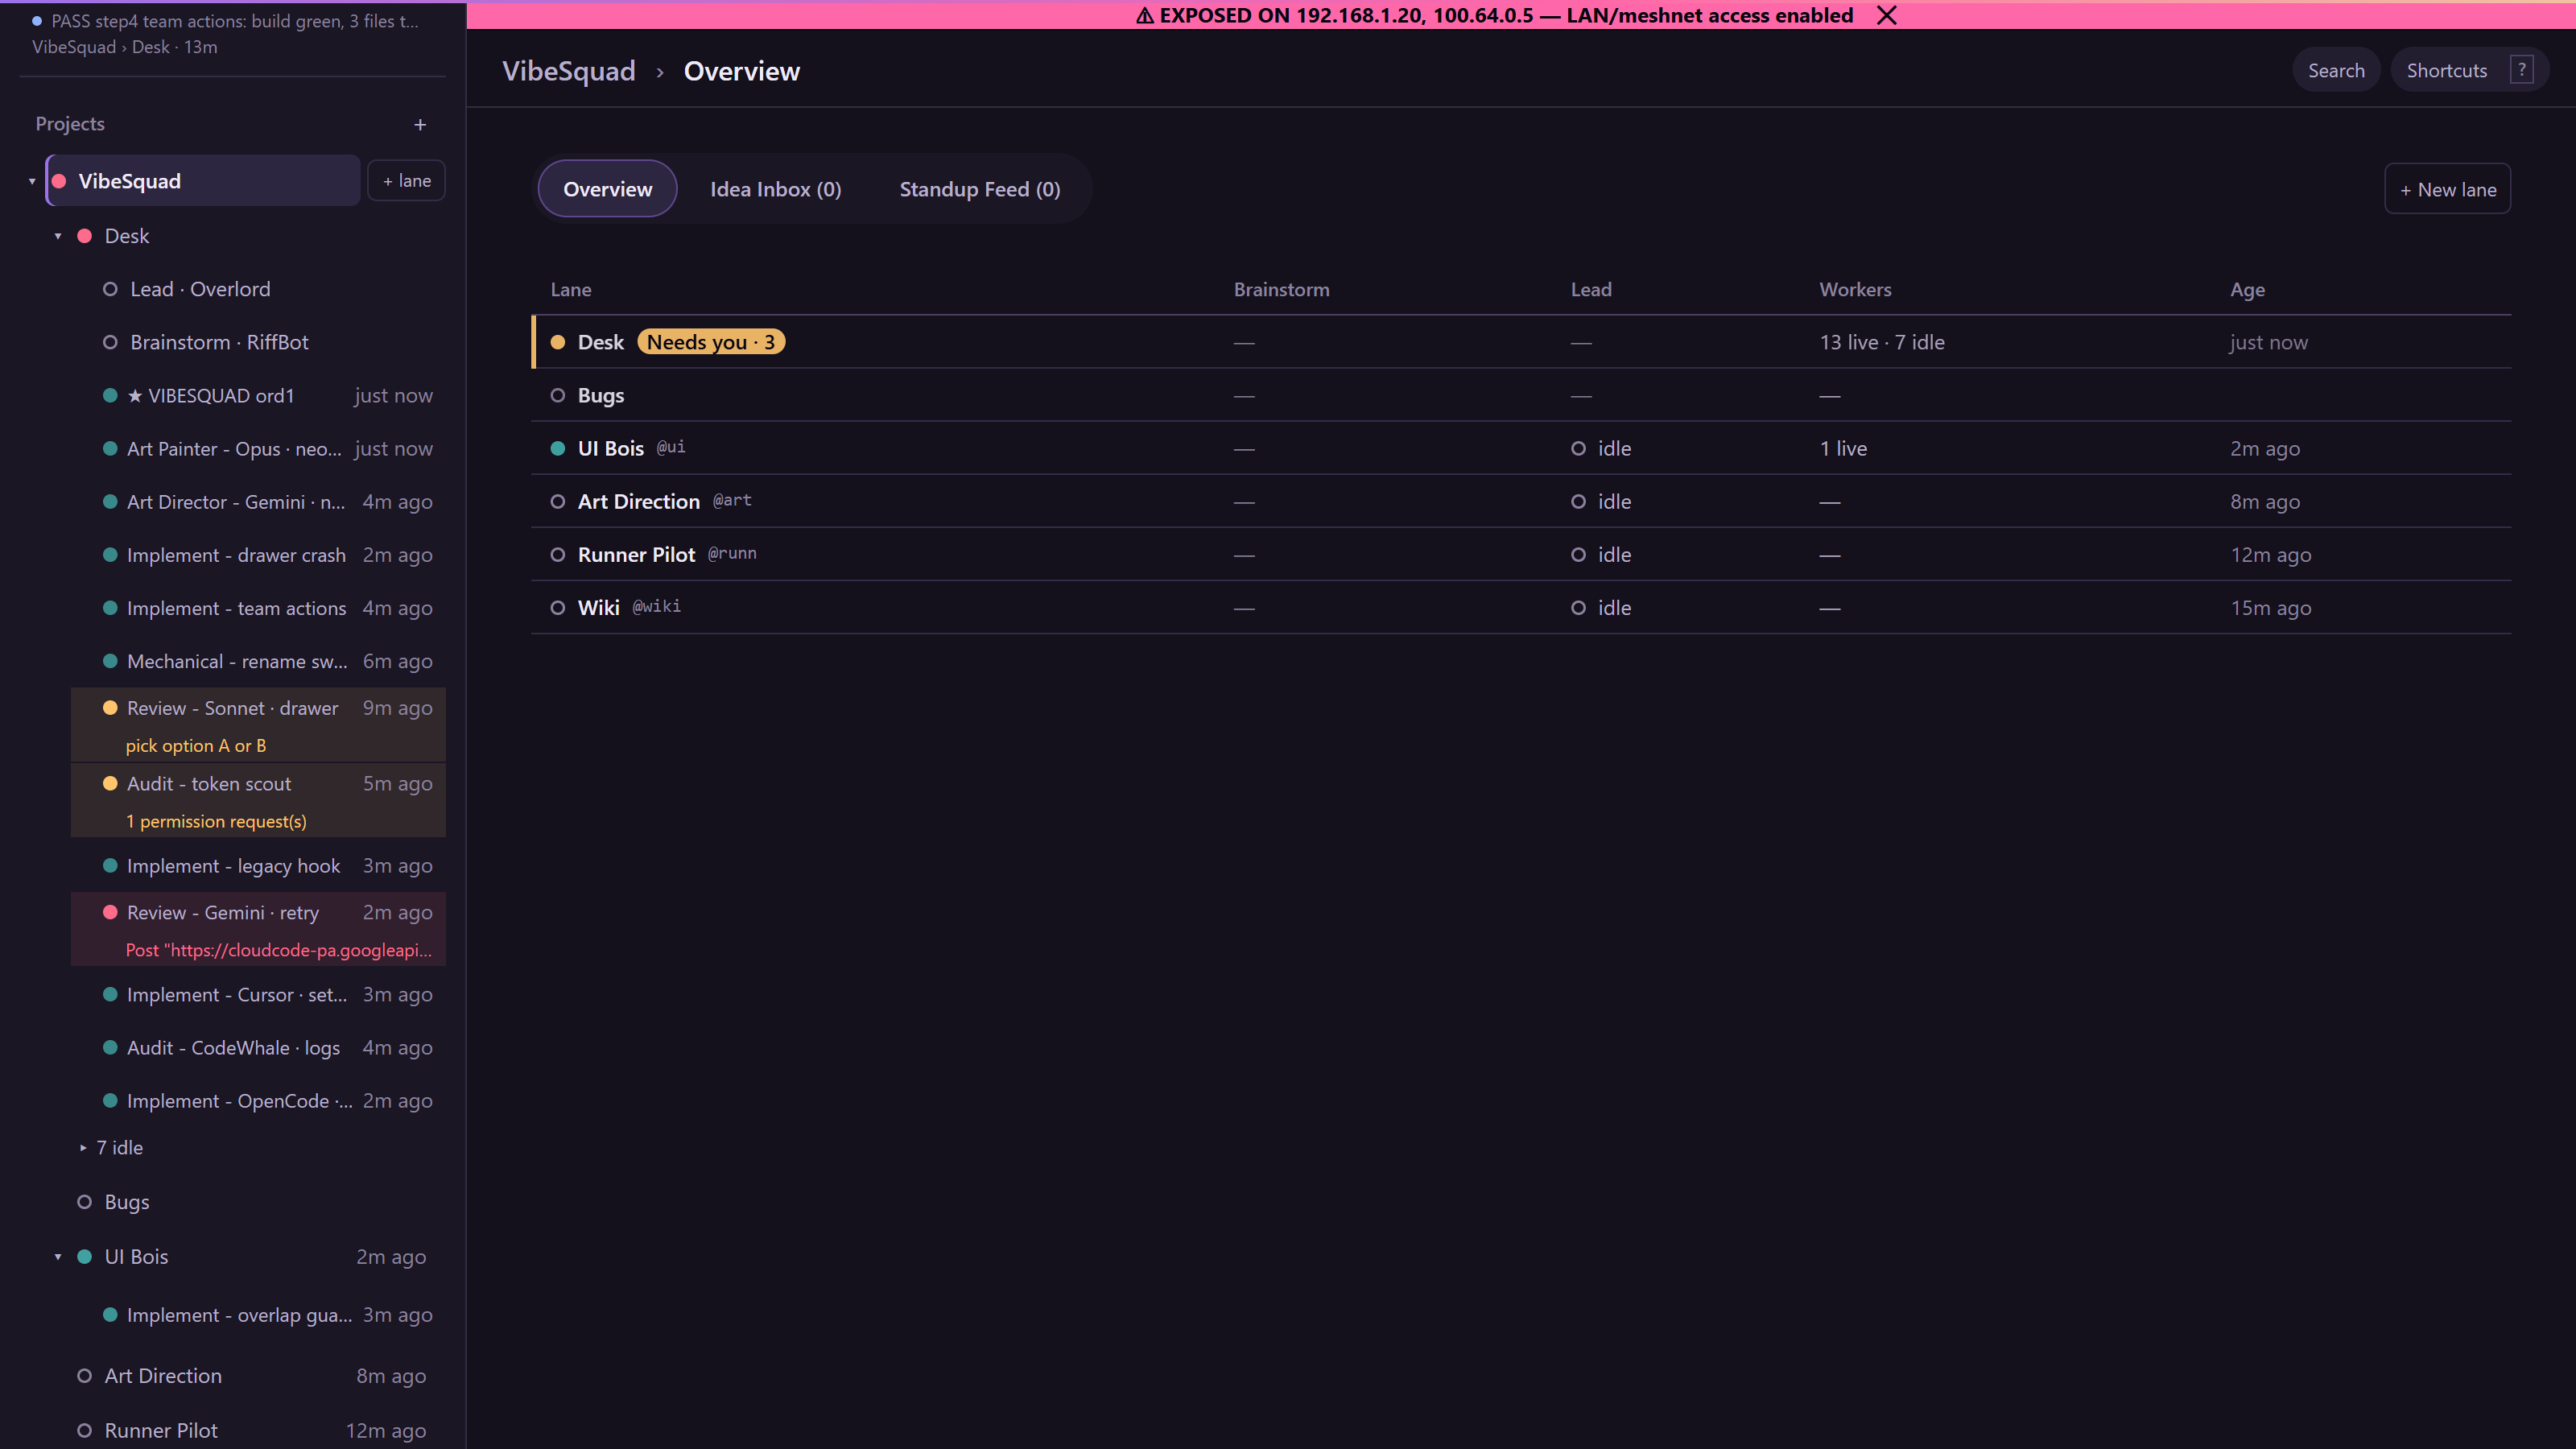 PASS step4 team actions: build green, 3 files t...
VibeSquad › Desk · 13m
Projects +
VibeSquad + lane
Desk
Lead · Overlord
Brainstorm · RiffBot
★ VIBESQUAD ord1 just now
Art Painter - Opus · neo... just now
Art Director - Gemini · n... 4m ago
Implement - drawer crash 2m ago
Implement - team actions 4m ago
Mechanical - rename sw... 6m ago
Review - Sonnet · drawer 9m ago
pick option A or B
Audit - token scout 5m ago
1 permission request(s)
Implement - legacy hook 3m ago
Review - Gemini · retry 2m ago
Post "https://cloudcode-pa.googleapi...
Implement - Cursor · set... 3m ago
Audit - CodeWhale · logs 4m ago
Implement - OpenCode ·... 2m ago
7 idle
Bugs
UI Bois 2m ago
Implement - overlap gua... 3m ago
Art Direction 8m ago
Runner Pilot 12m ago
⚠ EXPOSED ON 192.168.1.20, 100.64.0.5 — LAN/meshnet access enabled
VibeSquad › Overview
Search
Shortcuts ?
Overview Idea Inbox (0) Standup Feed (0)
+ New lane
Lane Brainstorm Lead Workers Age
Desk Needs you · 3 — — 13 live · 7 idle just now
Bugs — — —
UI Bois @ui — idle 1 live 2m ago
Art Direction @art — idle — 8m ago
Runner Pilot @runn — idle — 12m ago
Wiki @wiki — idle — 15m ago